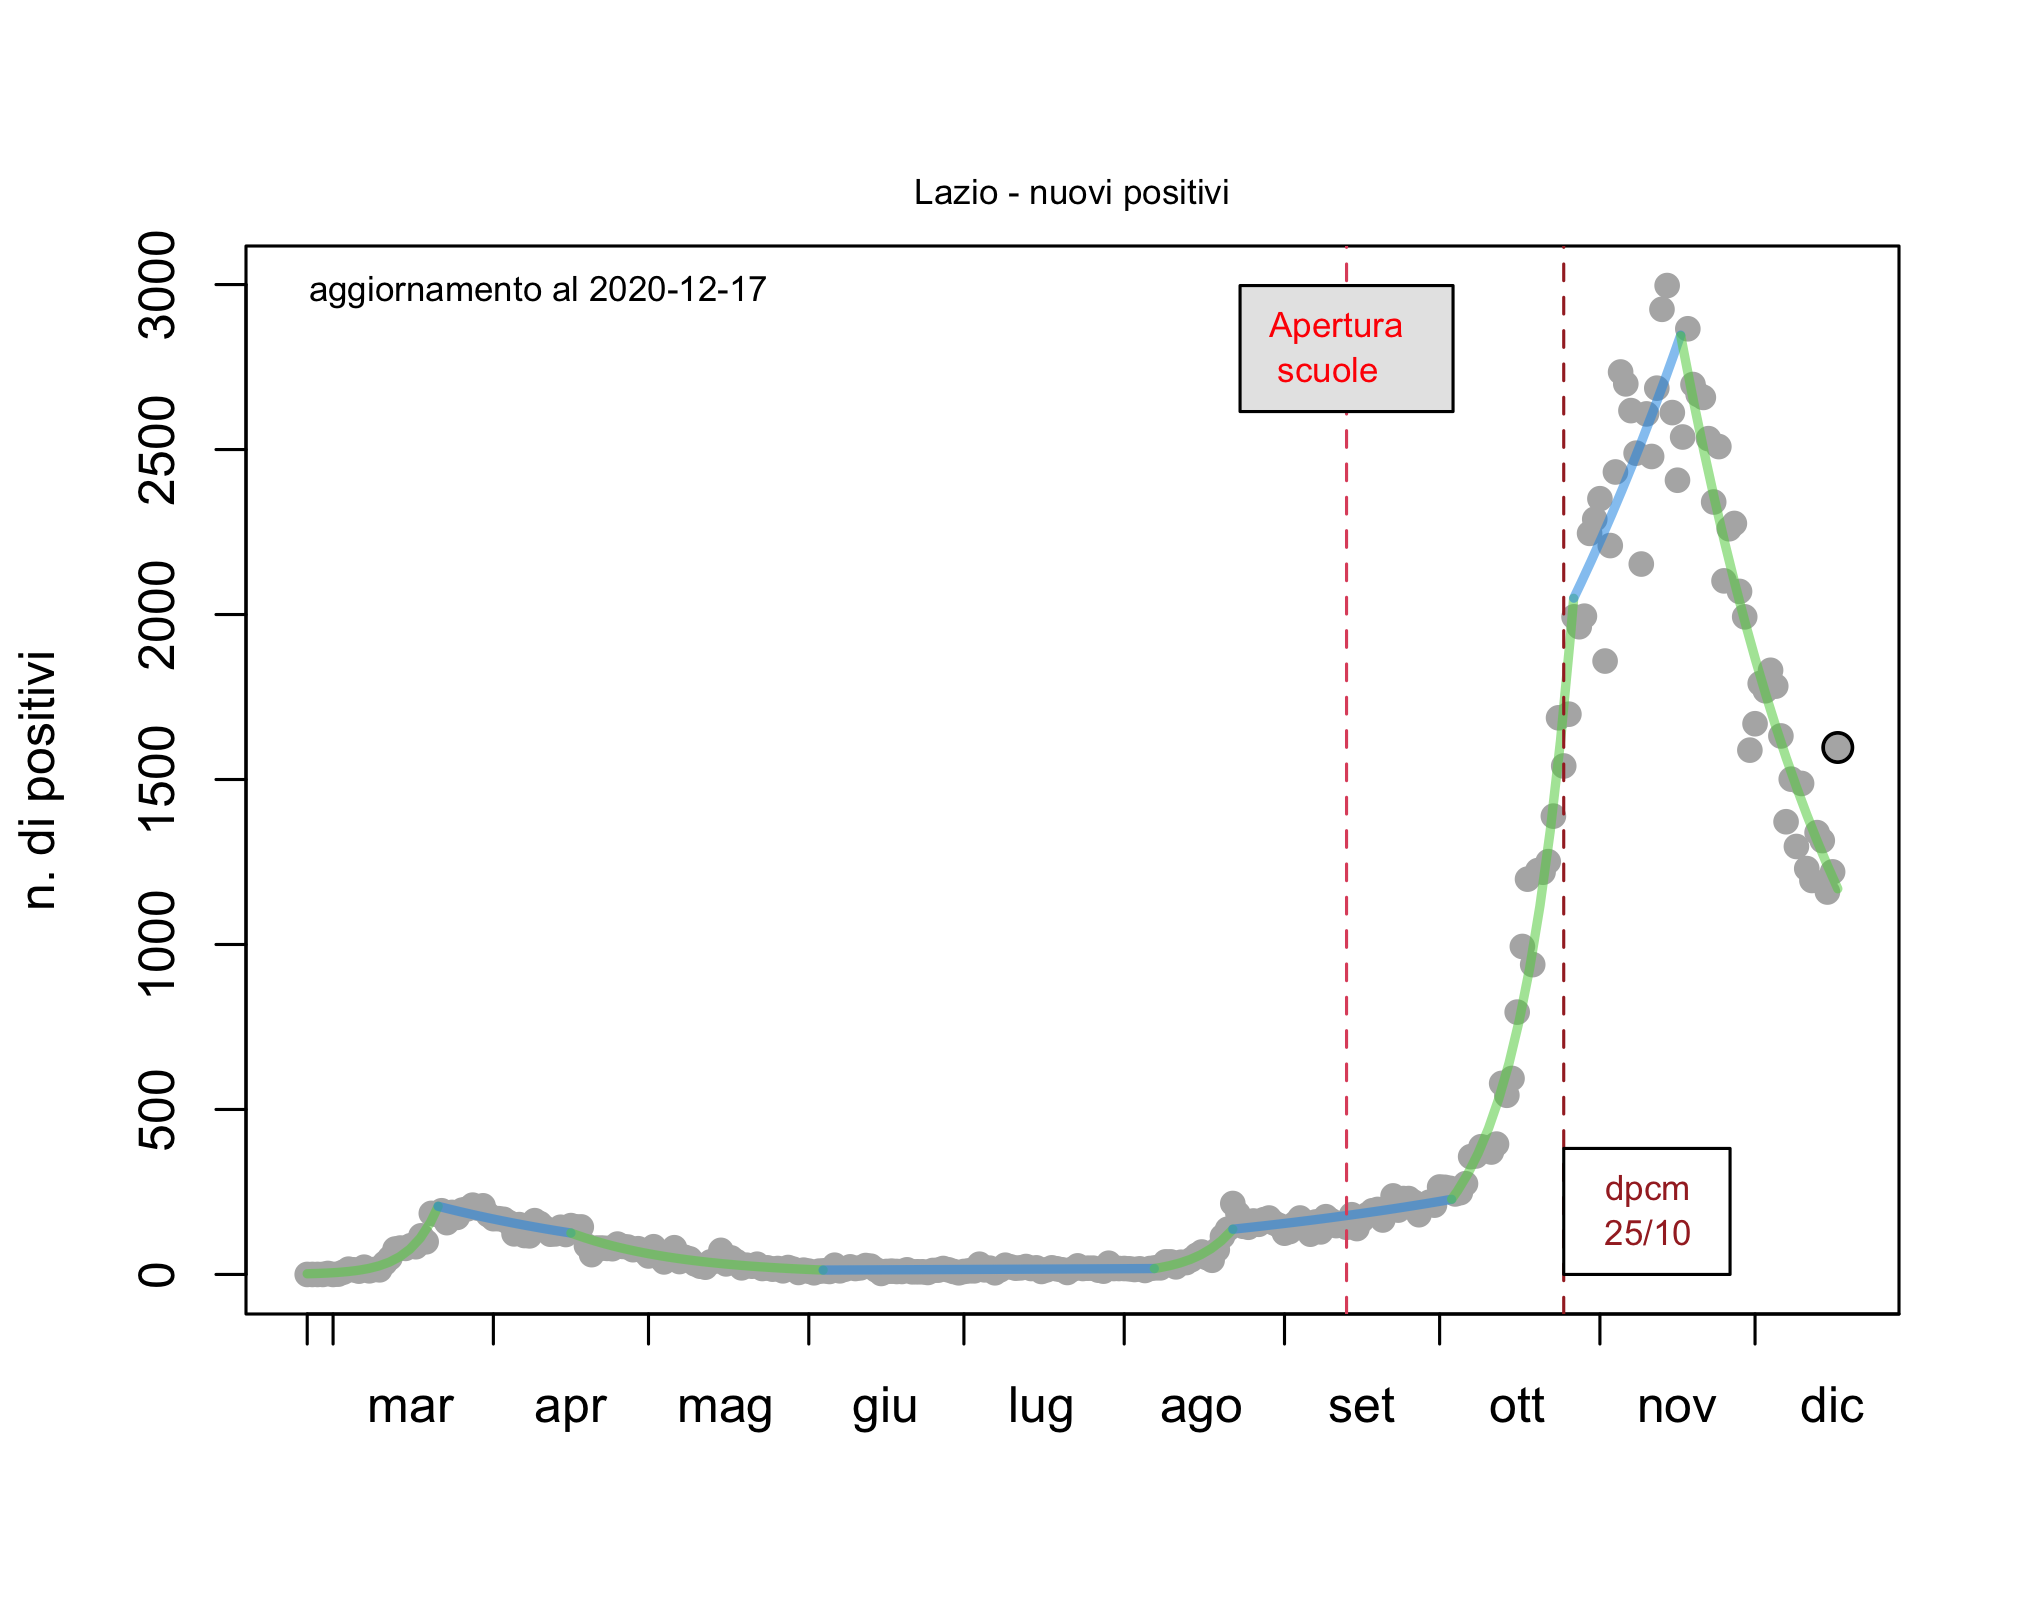 Lazio - nuovi positivi
aggiornamento al 2020-12-17
Apertura
scuole
dpcm
25/10
n. di positivi
3000
2500
2000
1500
1000
500
0
mar apr mag giu lug ago set ott nov dic